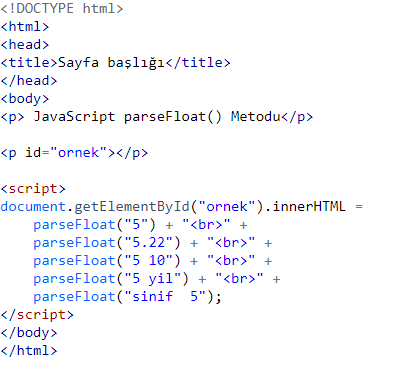 <!DOCTYPE html>
<html>
<head>
<title>Sayfa başlığı</title>
</head>
<body>
<p> JavaScript parseFloat() Metodu</p>

<p id="ornek"></p>

<script>
document.getElementById("ornek").innerHTML =
    parseFloat("5") + "<br>" +
    parseFloat("5.22") + "<br>" +
    parseFloat("5 10") + "<br>" +
    parseFloat("5 yil") + "<br>" +
    parseFloat("sinif  5");
</script>
</body>
</html>